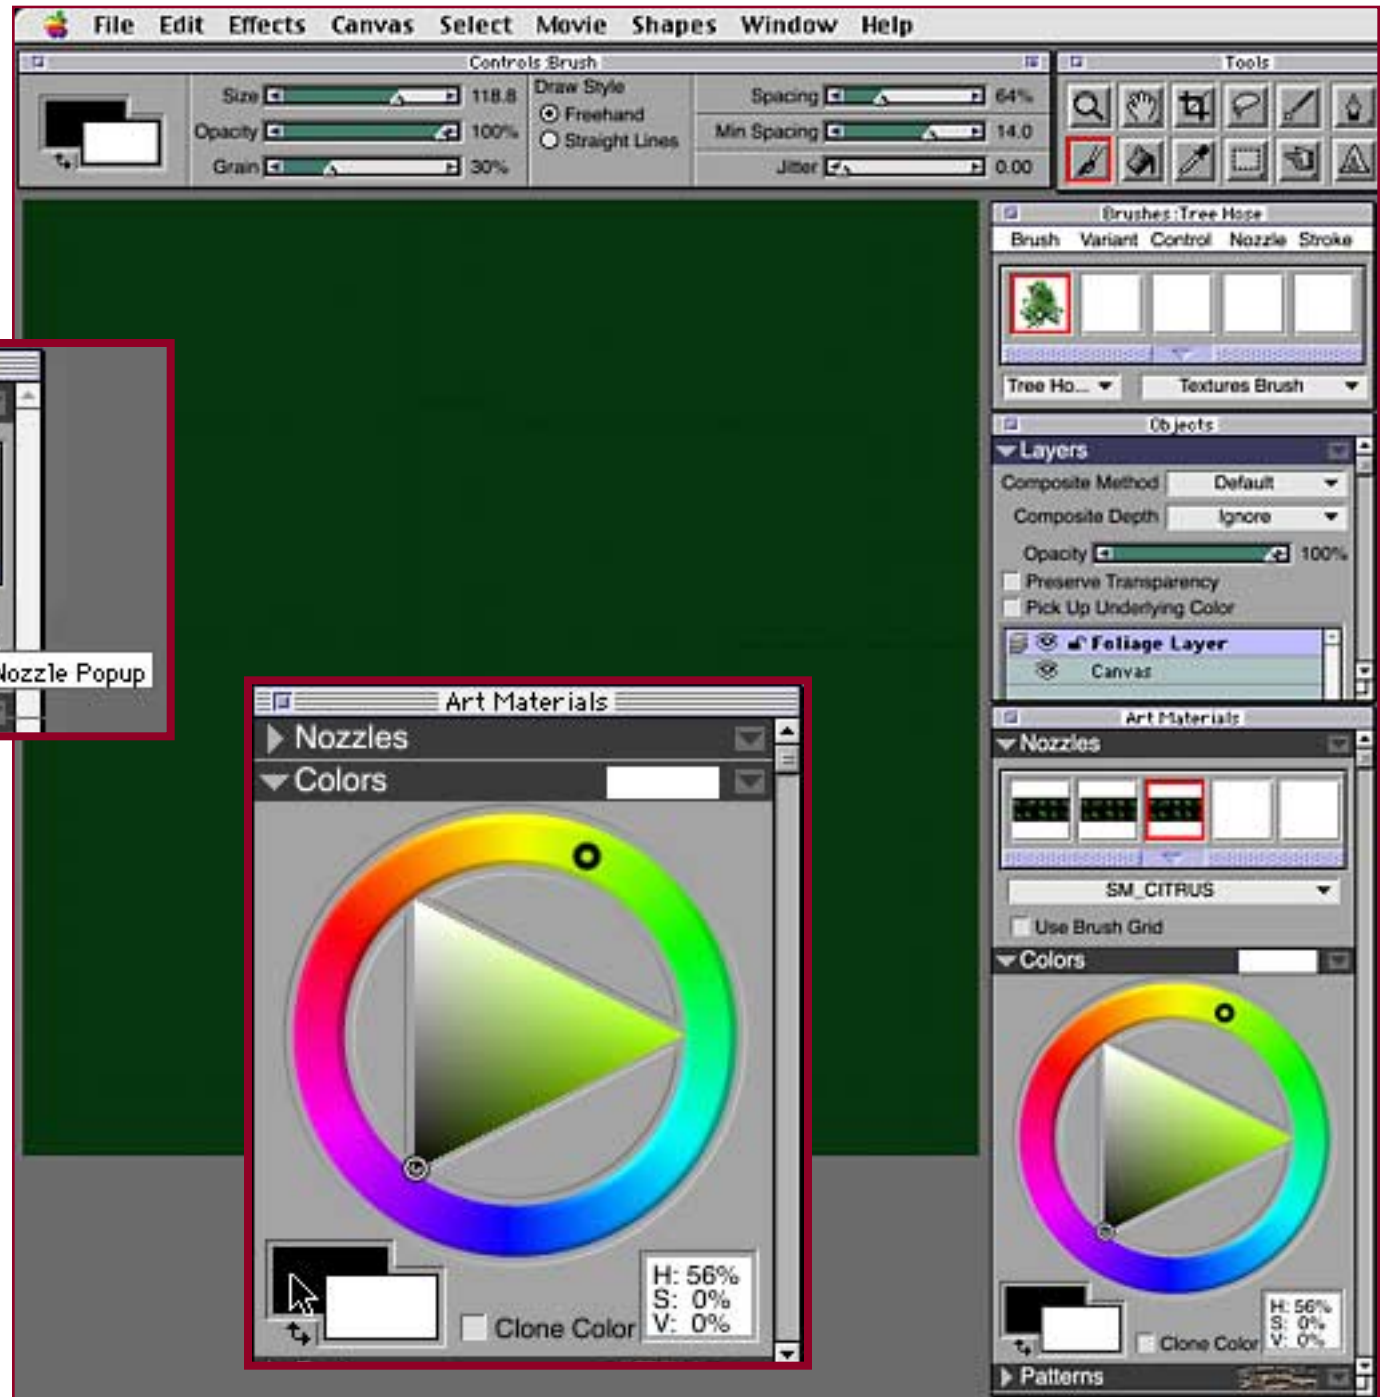 File Edit Effects Canvas Select Movie Shapes Window Help
Controls:Brush
Size 118.8
Opacity 100%
Grain 30%
Draw Style
Freehand
Straight Lines
Spacing 64%
Min Spacing 14.0
Jitter 0.00
Tools
Brushes:Tree Hose
Brush Variant Control Nozzle Stroke
Tree Ho... Textures Brush
Objects
Layers
Composite Method Default
Composite Depth Ignore
Opacity 100%
Preserve Transparency
Pick Up Underlying Color
Foliage Layer
Canvas
Nozzle Popup
Art Materials
Nozzles
Colors
H: 56%
S: 0%
V: 0%
Clone Color
Art Materials
Nozzles
SM_CITRUS
Use Brush Grid
Colors
H: 56%
S: 0%
V: 0%
Clone Color
Patterns